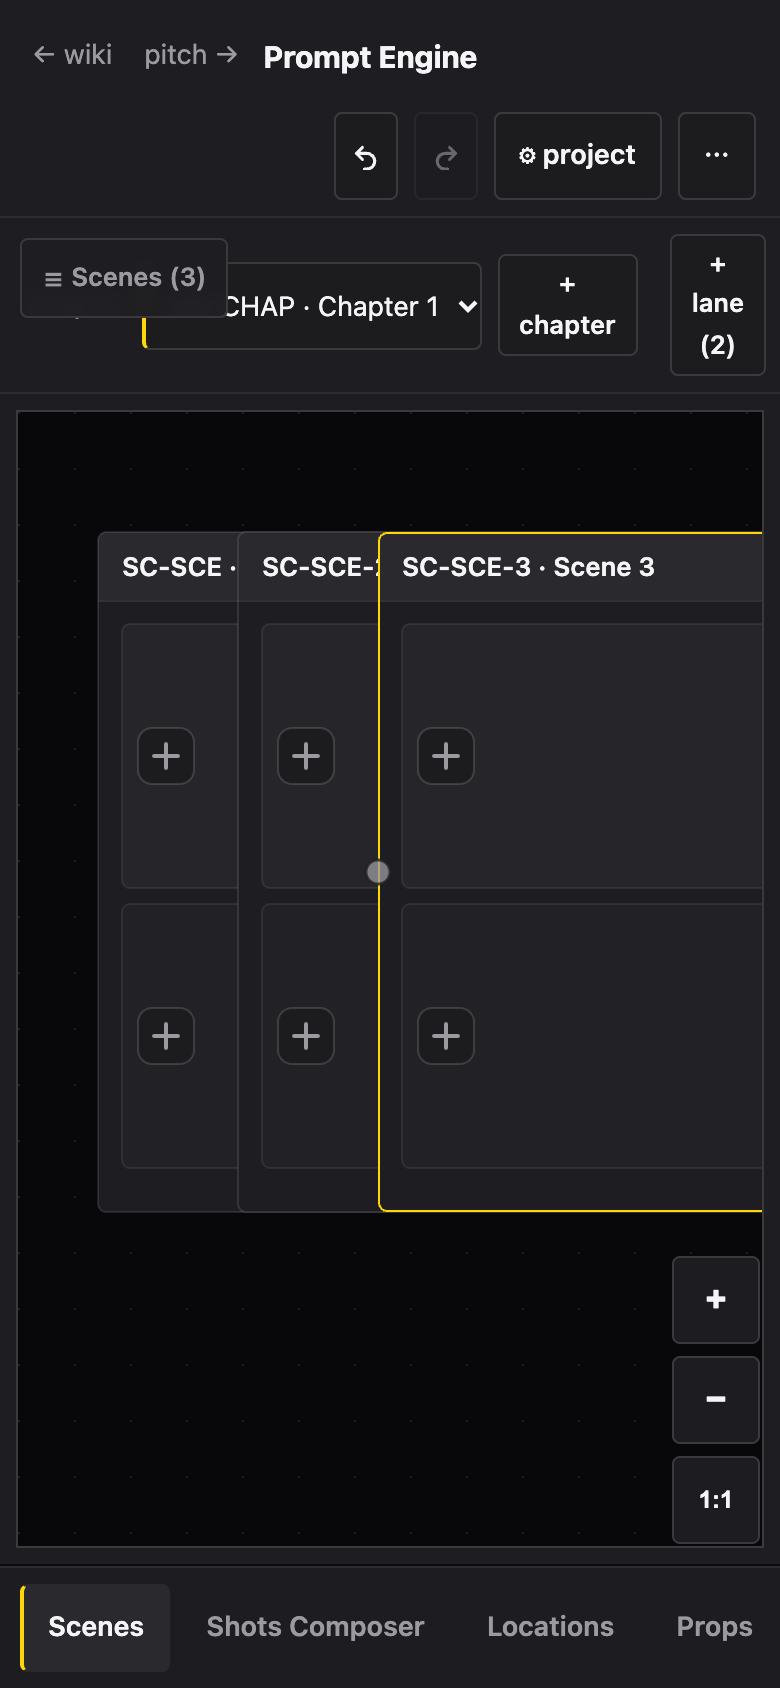 ← wiki pitch → Prompt Engine
⚙ project ...
≡ Scenes (3)
CHAP · Chapter 1
+
chapter
+
lane
(2)
SC-SCE · SC-SCE- SC-SCE-3 · Scene 3
+
−
1:1
Scenes Shots Composer Locations Props